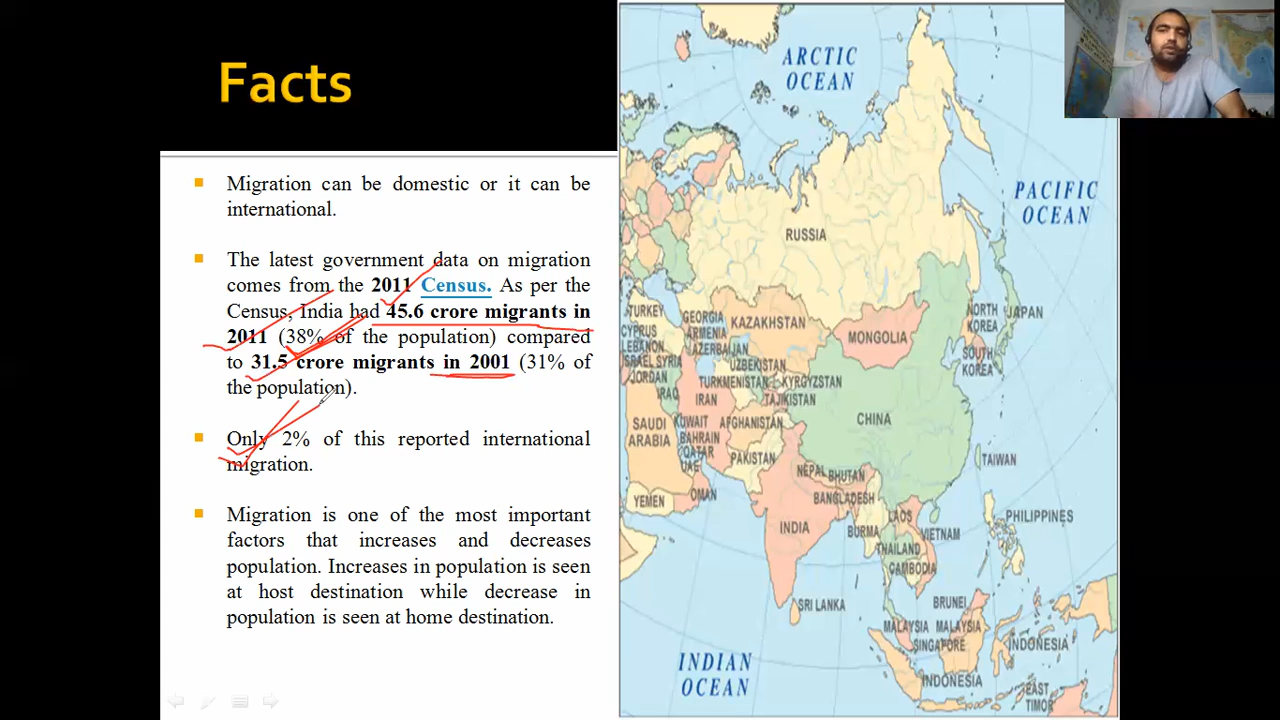 Facts
Migration can be domestic or it can be
international.
The latest government data on migration
comes from the 2011 Census. As per the
Census, India had 45.6 crore migrants in
2011 (38% of the population) compared
to 31.5 crore migrants in 2001 (31% of
the population).
Only 2% of this reported international
migration.
Migration is one of the most important
factors that increases and decreases
population. Increases in population is seen
at host destination while decrease in
population is seen at home destination.
ARCTIC
OCEAN
PACIFIC
OCEAN
RUSSIA
TURKEY
GEORGIA
KAZAKHSTAN
MONGOLIA
NORTH
KOREA
JAPAN
CYPRUS
ARMENIA
LEBANON
AZERBAIJAN
ISRAEL SYRIA
UZBEKISTAN
SOUTH
KOREA
JORDAN
TURKMENISTAN
KYRGYZSTAN
IRAQ
IRAN
TAJIKISTAN
SAUDI
ARABIA
KUWAIT
AFGHANISTAN
CHINA
BAHRAIN
QATAR
UAE
PAKISTAN
NEPAL
BHUTAN
TAIWAN
YEMEN
OMAN
BANGLADESH
INDIA
BURMA
LAOS
VIETNAM
PHILIPPINES
THAILAND
CAMBODIA
SRI LANKA
BRUNEI
MALAYSIA
MALAYSIA
SINGAPORE
INDONESIA
INDIAN
OCEAN
INDONESIA
EAST
TIMOR